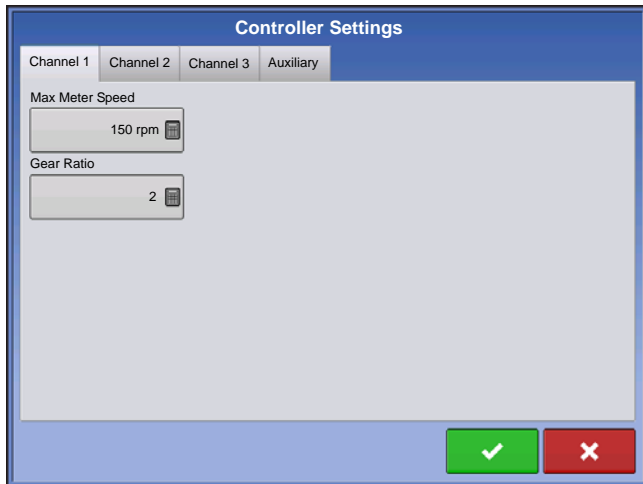 Controller Settings
Channel 1 Channel 2 Channel 3 Auxiliary
Max Meter Speed
150 rpm
Gear Ratio
2